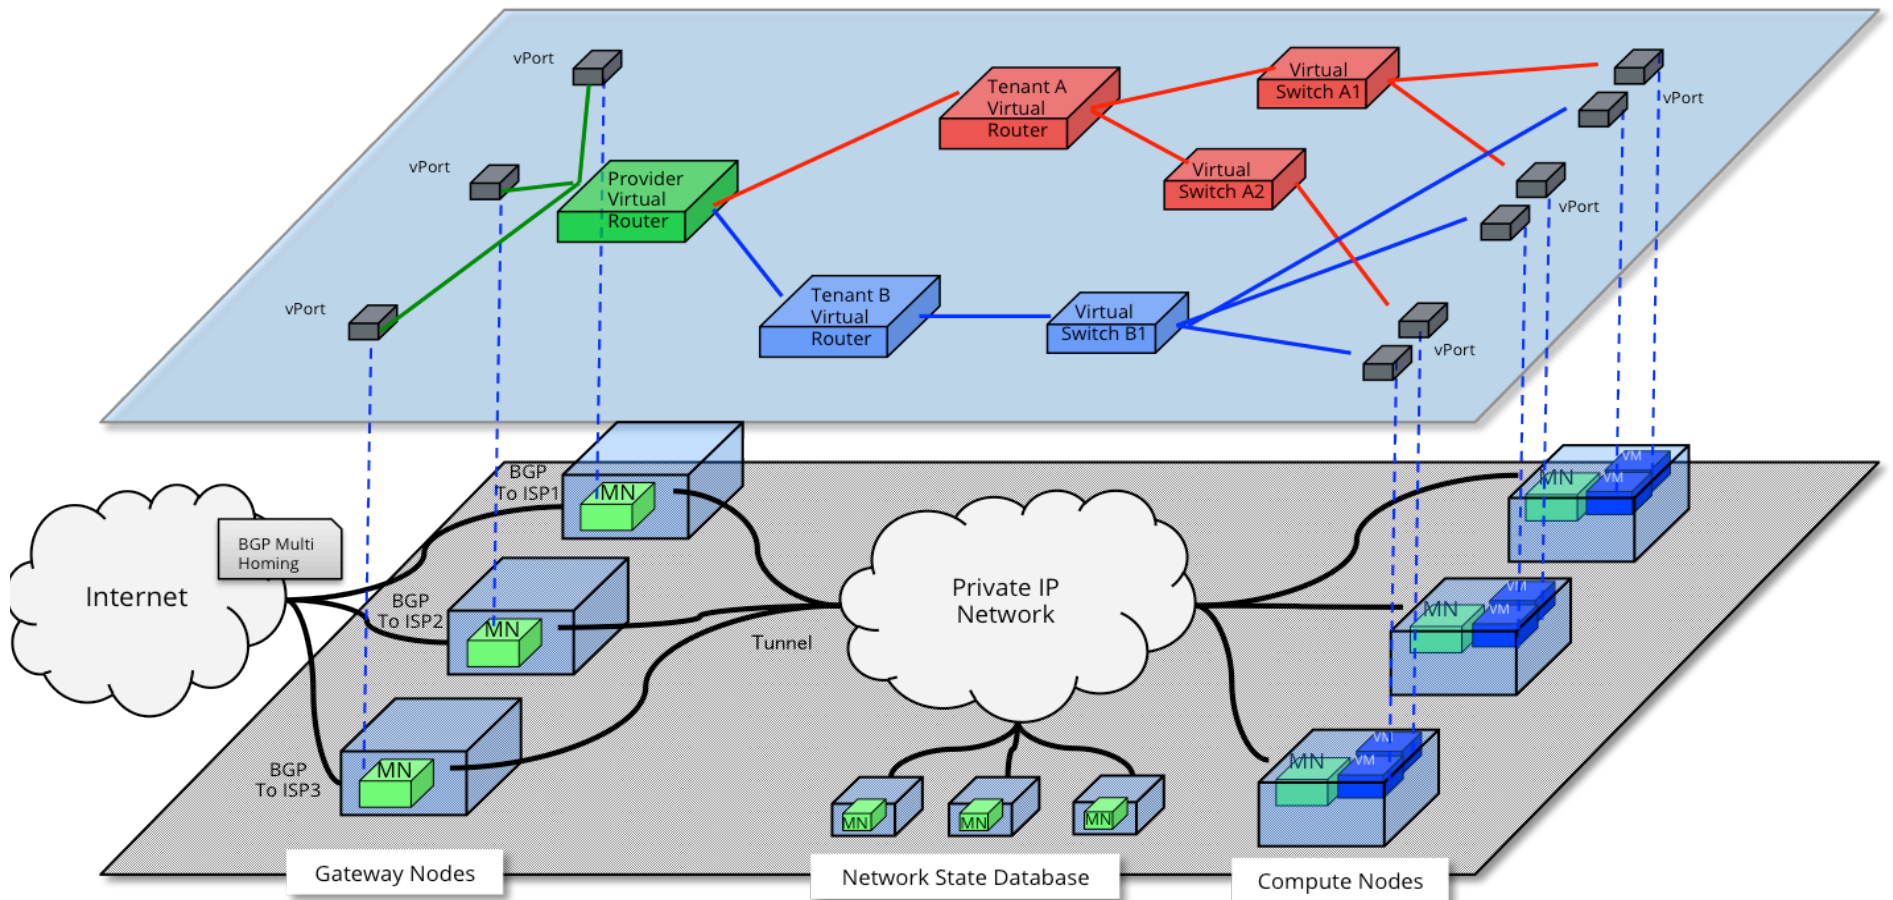 vPort
vPort
vPort
Provider
Virtual
Router
Tenant A
Virtual
Router
Virtual
Switch A1
Virtual
Switch A2
Tenant B
Virtual
Router
Virtual
Switch B1
vPort
vPort
vPort
Internet
BGP Multi
Homing
BGP
To ISP1
MN
BGP
To ISP2
MN
BGP
To ISP3
MN
Tunnel
Private IP
Network
MN
MN
MN
MN
VM
VM
MN
VM
VM
MN
VM
VM
Gateway Nodes
Network State Database
Compute Nodes